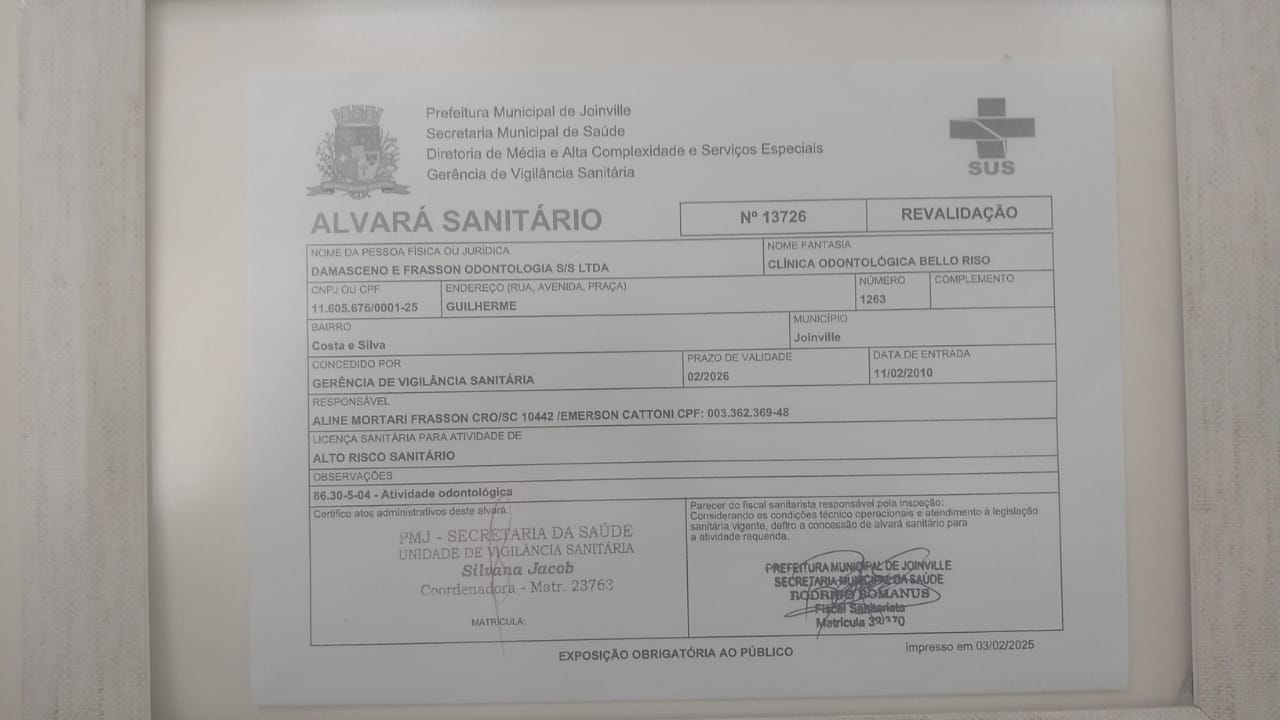 Prefeitura Municipal de Joinville
Secretaria Municipal de Saúde
Diretoria de Média e Alta Complexidade e Serviços Especiais
Gerência de Vigilância Sanitária
SUS
ALVARÁ SANITÁRIO
Nº 13726
REVALIDAÇÃO
NOME DA PESSOA FÍSICA OU JURÍDICA
DAMASCENO E FRASSON ODONTOLOGIA S/S LTDA
NOME FANTASIA
CLÍNICA ODONTOLÓGICA BELLO RISO
CNPJ OU CPF
11.605.676/0001-25
ENDEREÇO (RUA, AVENIDA, PRAÇA)
GUILHERME
NÚMERO
1263
COMPLEMENTO
BAIRRO
Costa e Silva
MUNICÍPIO
Joinville
CONCEDIDO POR
GERÊNCIA DE VIGILÂNCIA SANITÁRIA
PRAZO DE VALIDADE
02/2026
DATA DE ENTRADA
11/02/2010
RESPONSÁVEL
ALINE MORTARI FRASSON CRO/SC 10442 /EMERSON CATTONI CPF: 003.362.369-48
LICENÇA SANITÁRIA PARA ATIVIDADE DE
ALTO RISCO SANITÁRIO
OBSERVAÇÕES
86.30-5-04 - Atividade odontológica
Certifico atos administrativos deste alvará.
PMJ - SECRETARIA DA SAÚDE
UNIDADE DE VIGILÂNCIA SANITÁRIA
Silvana Jacob
Coordenadora - Matr. 23763
MATRÍCULA:
Parecer do fiscal sanitarista responsável pela inspeção:
Considerando as condições técnico operacionais e atendimento à legislação
sanitária vigente, defiro a concessão de alvará sanitário para
a atividade requerida.
PREFEITURA MUNICIPAL DE JOINVILLE
SECRETARIA MUNICIPAL DA SAÚDE
RODRIGO ROMANUS
Fiscal Sanitarista
Matrícula
EXPOSIÇÃO OBRIGATÓRIA AO PÚBLICO
Impresso em 03/02/2025